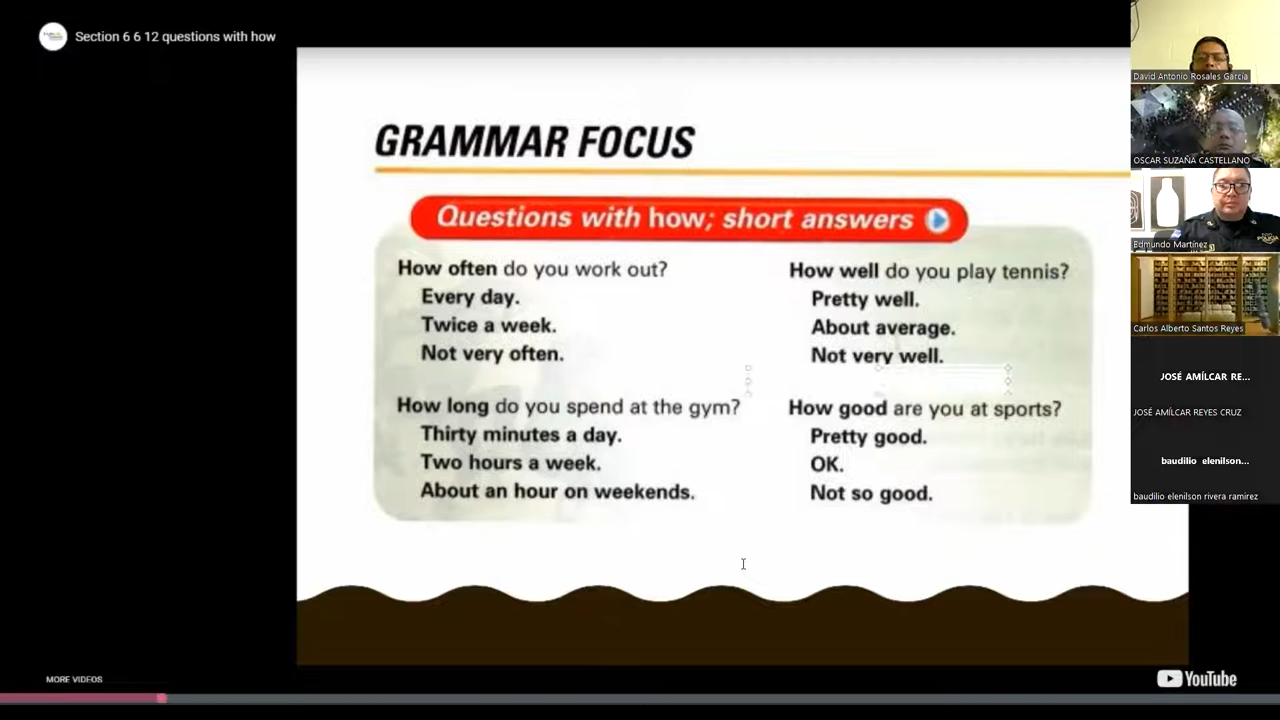 Section 6 6 12 questions with how
GRAMMAR FOCUS
Questions with how; short answers
How often do you work out?
Every day.
Twice a week.
Not very often.
How long do you spend at the gym?
Thirty minutes a day.
Two hours a week.
About an hour on weekends.
How well do you play tennis?
Pretty well.
About average.
Not very well.
How good are you at sports?
Pretty good.
OK.
Not so good.
MORE VIDEOS
YouTube
David Antonio Rosales García
OSCAR SUZAÑA CASTELLANO
Edmundo Martínez
POLICIA
Carlos Alberto Santos Reyes
JOSÉ AMÍLCAR RE...
JOSÉ AMÍLCAR REYES CRUZ
baudilio elenilson...
baudilio elenilson rivera ramirez